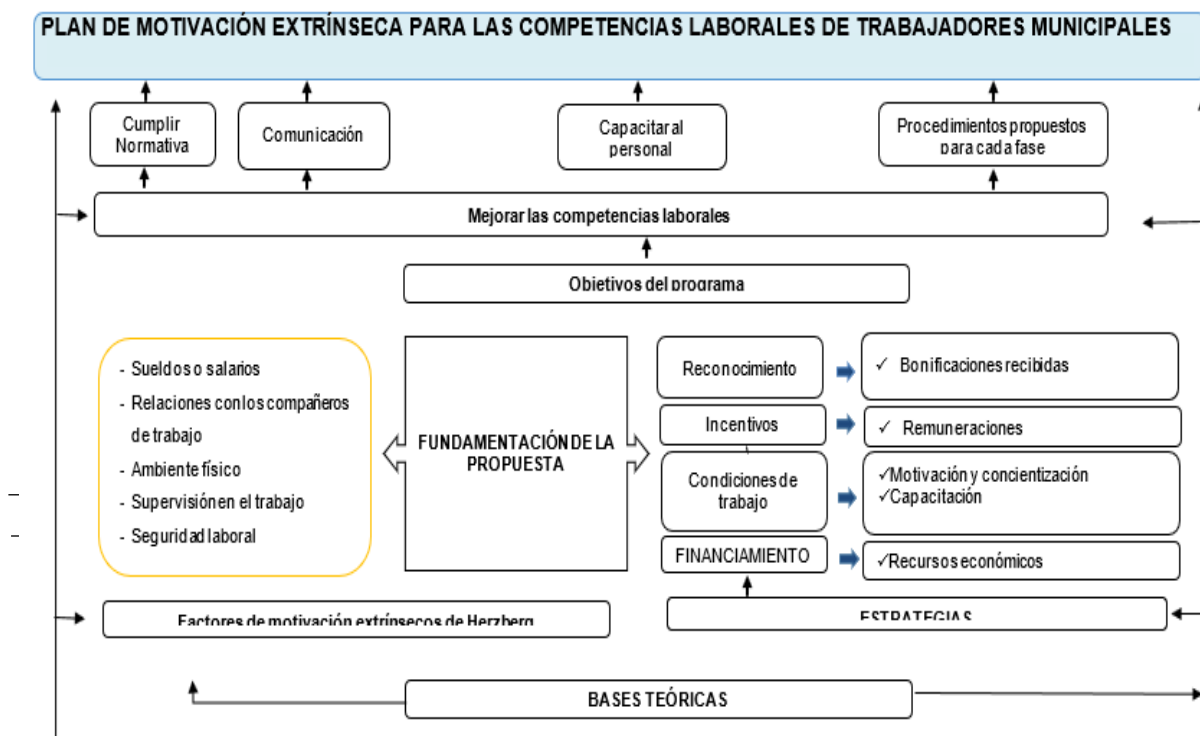 PLAN DE MOTIVACIÓN EXTRÍNSECA PARA LAS COMPETENCIAS LABORALES DE TRABAJADORES MUNICIPALES
Cumplir
Normativa
Comunicación
Capacitar al
personal
Procedimientos propuestos
para cada fase
Mejorar las competencias laborales
Objetivos del programa
- Sueldos o salarios
- Relaciones con los compañeros
de trabajo
- Ambiente físico
- Supervisión en el trabajo
- Seguridad laboral
FUNDAMENTACIÓN DE LA
PROPUESTA
Reconocimiento
✓ Bonificaciones recibidas
Incentivos
✓ Remuneraciones
Condiciones de
trabajo
✓Motivación y concientización
✓Capacitación
FINANCIAMIENTO
✓Recursos económicos
Factores de motivación extrínsecos de Herzberg
ESTRATEGIAS
BASES TEÓRICAS